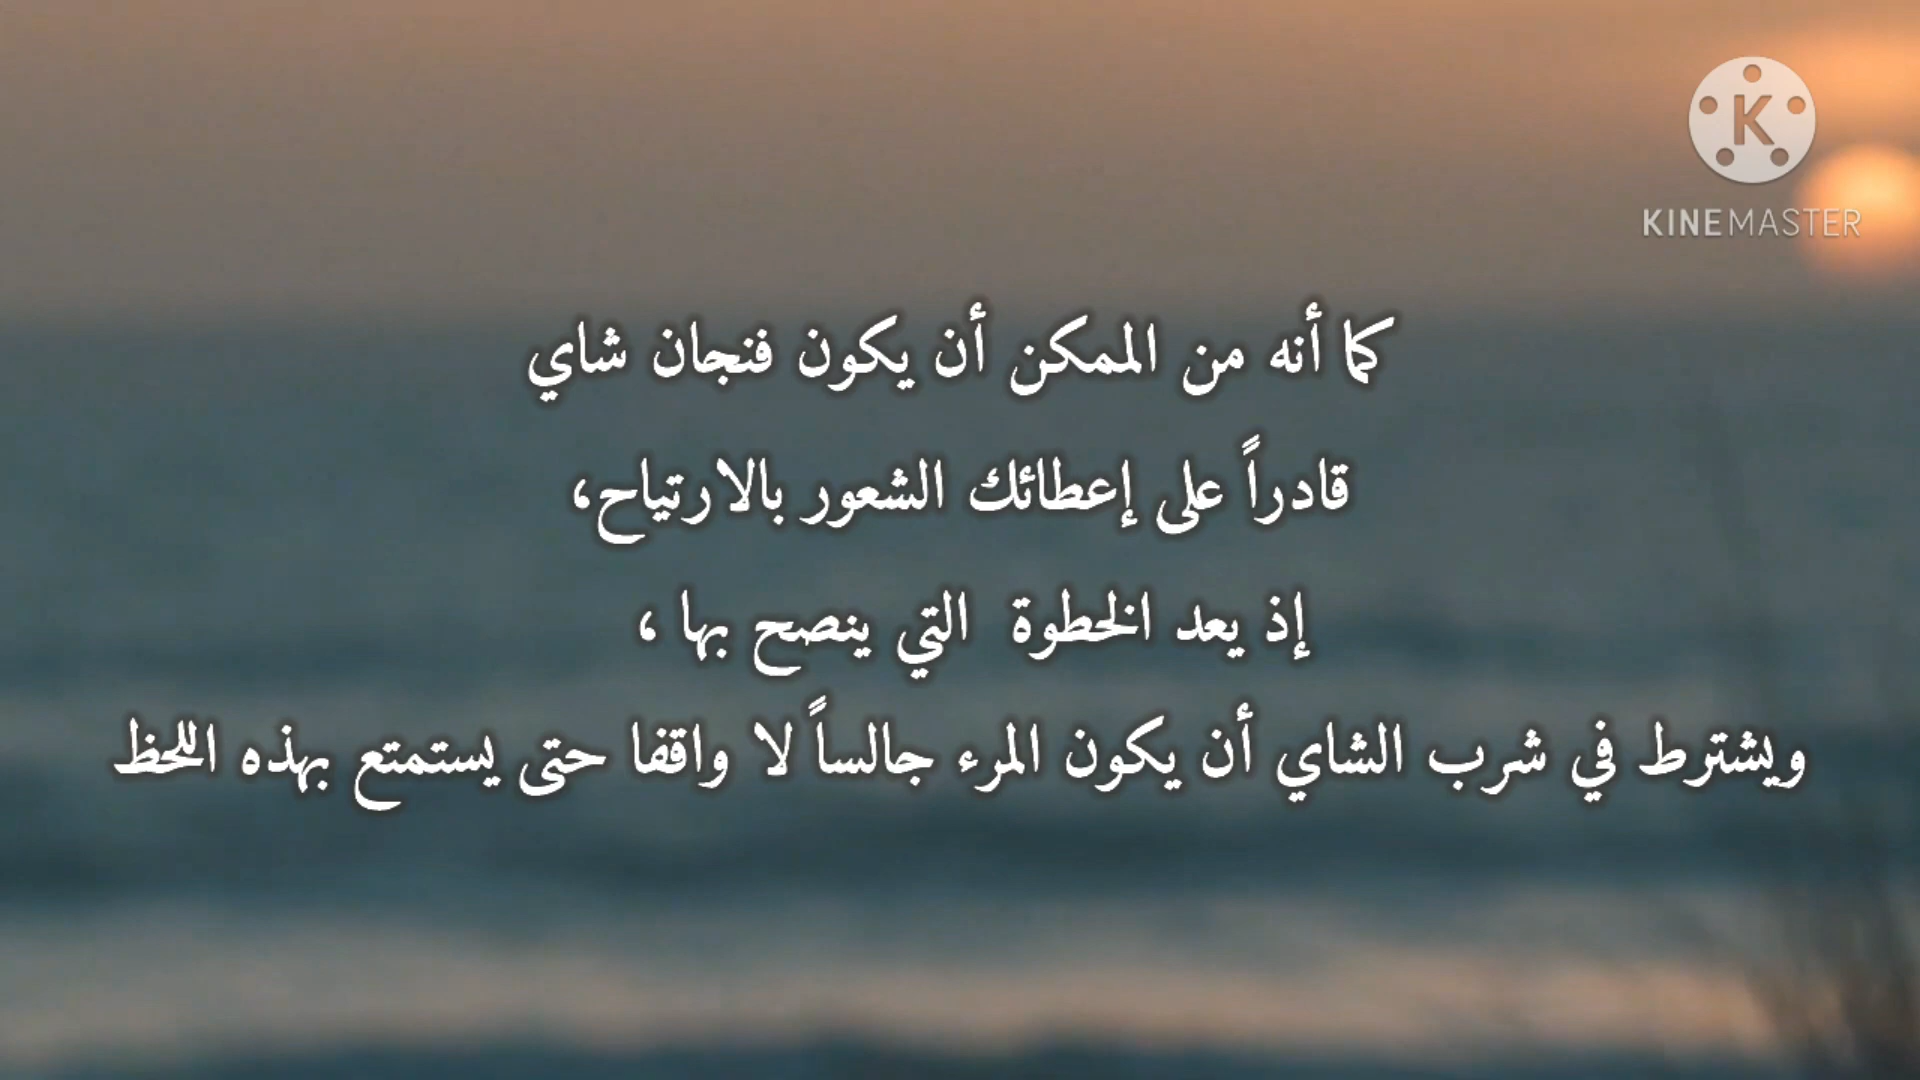 KINEMASTER
كما أنه من الممكن أن يكون فنجان شاي
قادراً على إعطائك الشعور بالارتياح،
إذ يعد الخطوة التي ينصح بها ،
ويشترط في شرب الشاي أن يكون المرء جالساً لا واقفا حتى يستمتع بهذه اللحظ